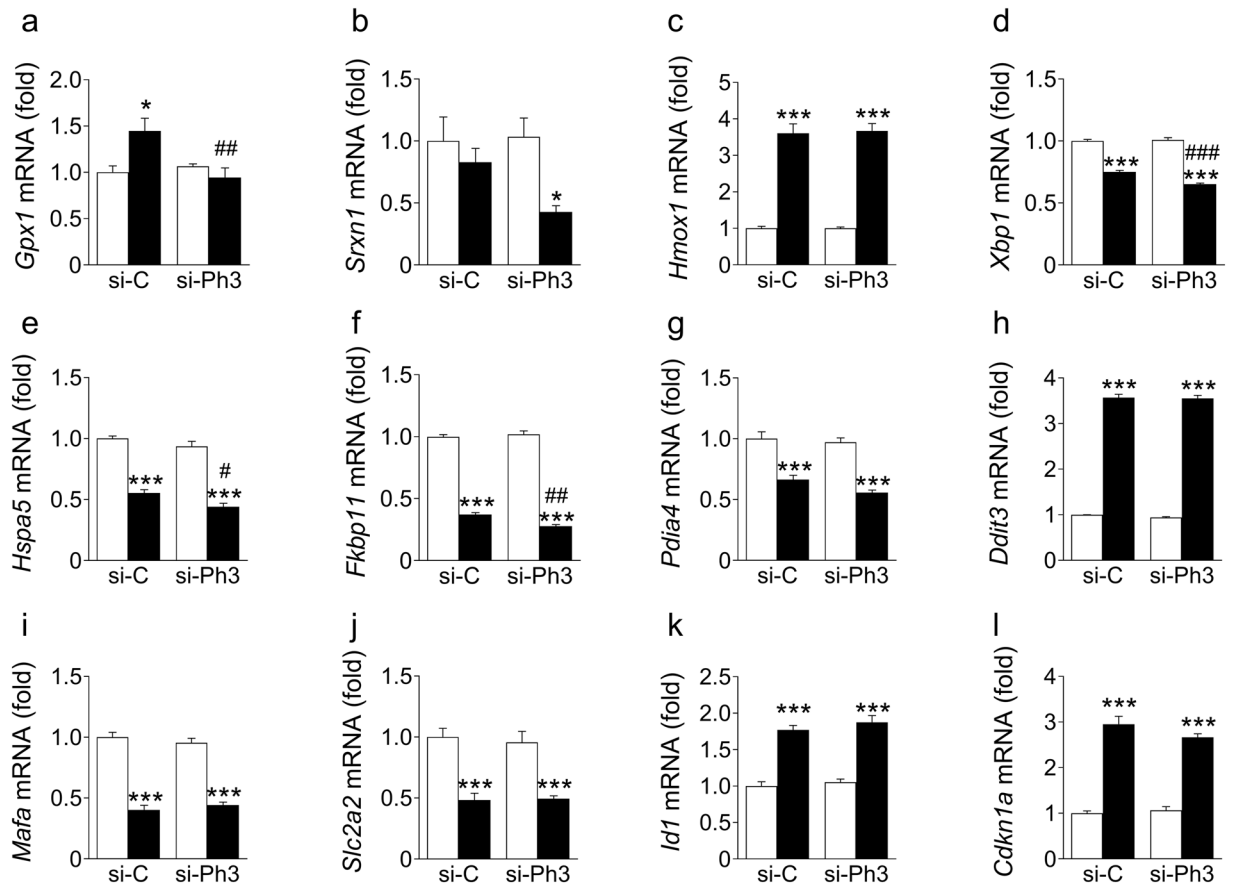 a
Gpx1 mRNA (fold)
2.0
1.5
1.0
0.5
0
*
##
si-C
si-Ph3
b
Srxn1 mRNA (fold)
1.5
1.0
0.5
0
*
si-C
si-Ph3
c
Hmox1 mRNA (fold)
5
4
3
2
1
0
***
***
si-C
si-Ph3
d
Xbp1 mRNA (fold)
1.5
1.0
0.5
0
***
###
***
si-C
si-Ph3
e
Hspa5 mRNA (fold)
1.5
1.0
0.5
0
***
#
***
si-C
si-Ph3
f
Fkbp11 mRNA (fold)
1.5
1.0
0.5
0
***
##
***
si-C
si-Ph3
g
Pdia4 mRNA (fold)
1.5
1.0
0.5
0
***
***
si-C
si-Ph3
h
Ddit3 mRNA (fold)
4
3
2
1
0
***
***
si-C
si-Ph3
i
Mafa mRNA (fold)
1.5
1.0
0.5
0
***
***
si-C
si-Ph3
j
Slc2a2 mRNA (fold)
1.5
1.0
0.5
0
***
***
si-C
si-Ph3
k
Id1 mRNA (fold)
2.5
2.0
1.5
1.0
0.5
0
***
***
si-C
si-Ph3
l
Cdkn1a mRNA (fold)
4
3
2
1
0
***
***
si-C
si-Ph3